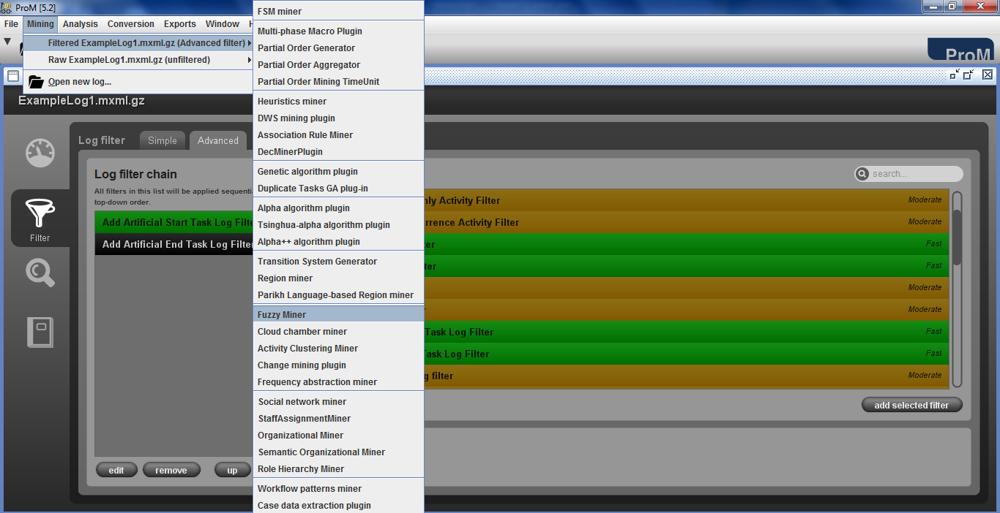 ProM [5.2]
File Mining Analysis Conversion Exports Window H
Filtered ExampleLog1.mxml.gz (Advanced filter)
Raw ExampleLog1.mxml.gz (unfiltered)
Open new log...
ProM
ExampleLog1.mxml.gz
FSM miner
Multi-phase Macro Plugin
Partial Order Generator
Partial Order Aggregator
Partial Order Mining TimeUnit
Heuristics miner
DWS mining plugin
Association Rule Miner
DecMinerPlugin
Genetic algorithm plugin
Duplicate Tasks GA plug-in
Alpha algorithm plugin
Tsinghua-alpha algorithm plugin
Alpha++ algorithm plugin
Transition System Generator
Region miner
Parikh Language-based Region miner
Fuzzy Miner
Cloud chamber miner
Activity Clustering Miner
Change mining plugin
Frequency abstraction miner
Social network miner
StaffAssignmentMiner
Organizational Miner
Semantic Organizational Miner
Role Hierarchy Miner
Workflow patterns miner
Case data extraction plugin
Filter
Log filter Simple Advanced
Log filter chain
All filters in this list will be applied sequenti
top-down order.
Add Artificial Start Task Log Filte
Add Artificial End Task Log Filter
edit remove up
search...
nly Activity Filter Moderate
rrence Activity Filter Moderate
er Fast
ter Fast
Moderate
Moderate
Task Log Filter Fast
Task Log Filter Fast
g filter Moderate
add selected filter